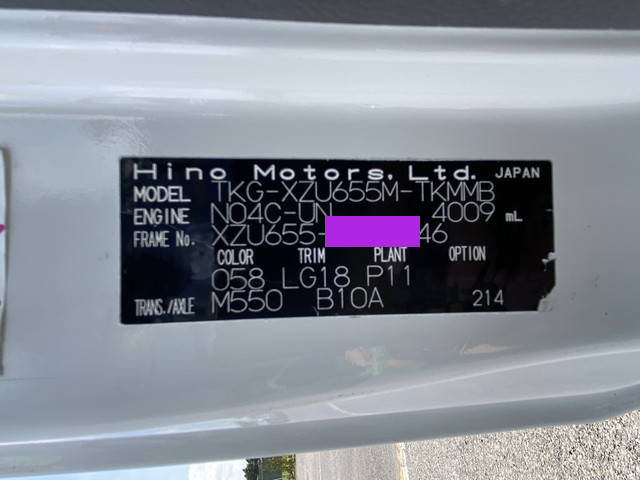 Hino Motors, Ltd. JAPAN
MODEL TKG-XZU655M-TKMMB
ENGINE N04C-UN 4009 mL
FRAME No. XZU655- 46
COLOR TRIM PLANT OPTION
058 LG18 P11
TRANS./AXLE M550 B10A 214